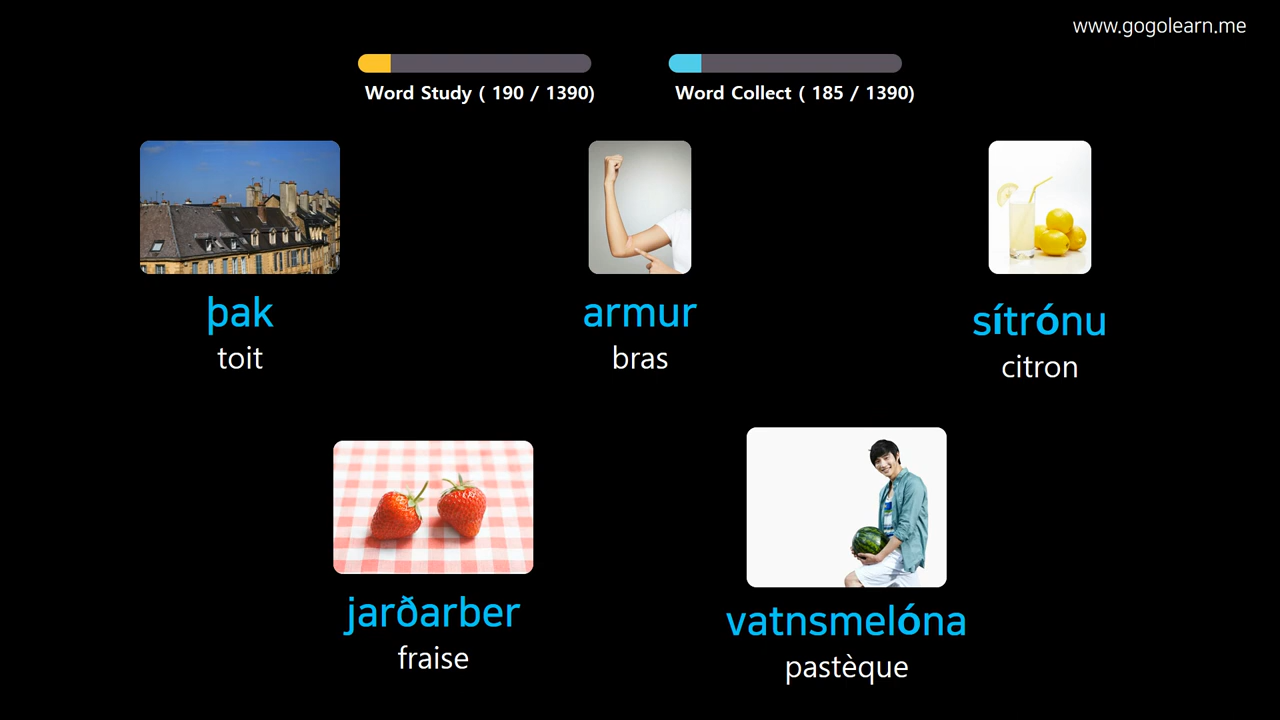 www.gogolearn.me
Word Study ( 190 / 1390)
Word Collect ( 185 / 1390)
þak
toit
armur
bras
sítrónu
citron
jarðarber
fraise
vatnsmelóna
pastèque